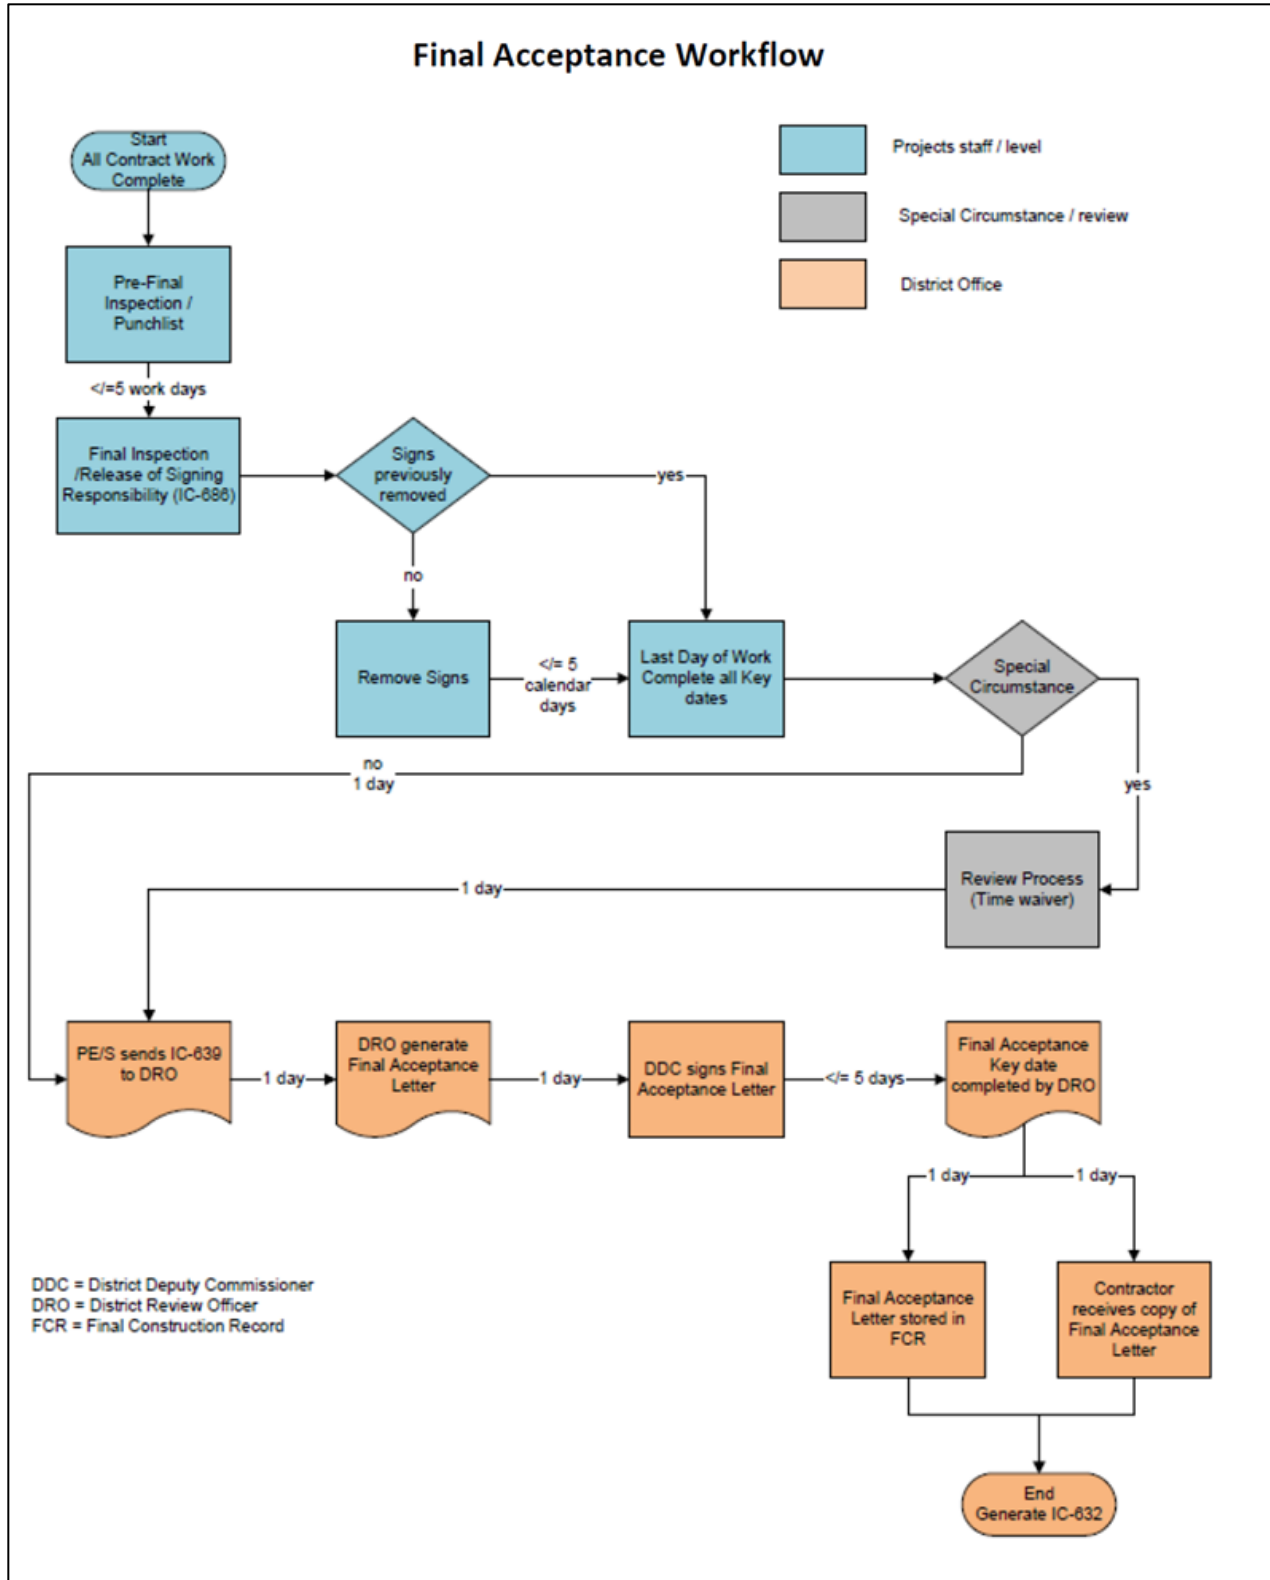 Final Acceptance Workflow
Start
All Contract Work
Complete
Projects staff / level
Special Circumstance / review
District Office
Pre-Final
Inspection /
Punchlist
</=5 work days
Final Inspection
/Release of Signing
Responsibility (IC-686)
Signs
previously
removed
yes
no
Remove Signs
</= 5
calendar
days
Last Day of Work
Complete all Key
dates
Special
Circumstance
no
1 day
yes
Review Process
(Time waiver)
1 day
PE/S sends IC-639
to DRO
1 day
DRO generate
Final Acceptance
Letter
1 day
DDC signs Final
Acceptance Letter
</= 5 days
Final Acceptance
Key date
completed by DRO
1 day
1 day
Final Acceptance
Letter stored in
FCR
Contractor
receives copy of
Final Acceptance
Letter
DDC = District Deputy Commissioner
DRO = District Review Officer
FCR = Final Construction Record
End
Generate IC-632